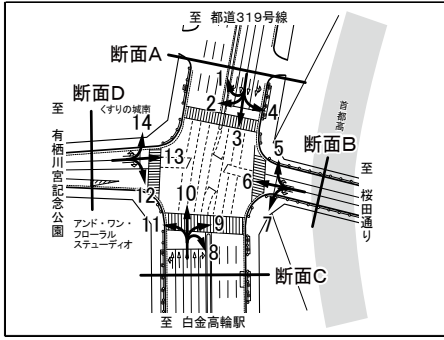 至 都道319号線
断面A
断面D
くすりの城南
14
1
2
3
4
首都高
至 有栖川宮記念公園
13
12
10
5
6
7
断面B
至 桜田通り
アンド・ワン・
フローラル
ステューディオ
11
9
8
断面C
至 白金高輪駅